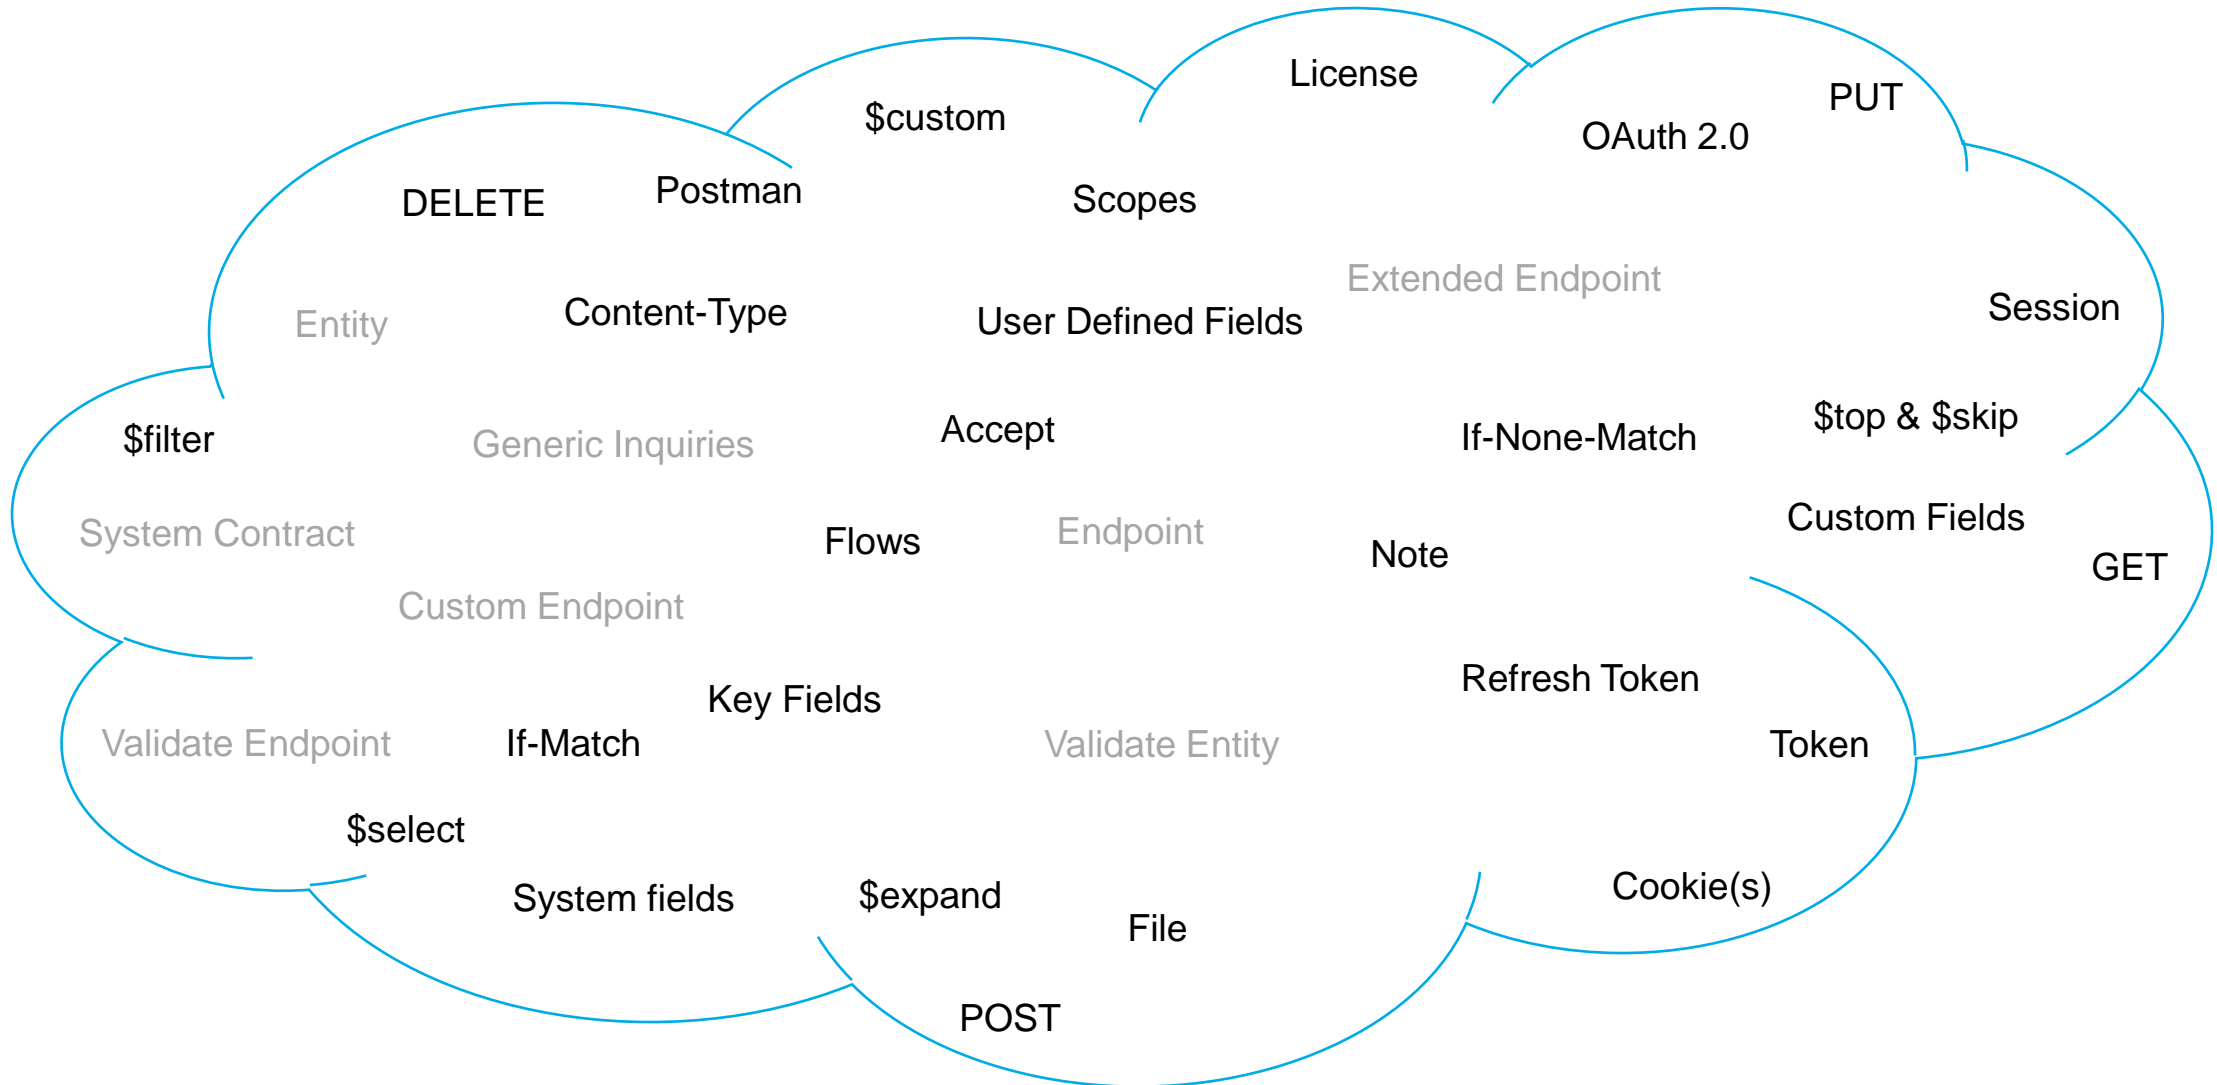 License
PUT
$custom
OAuth 2.0
Postman
DELETE
Scopes
Extended Endpoint
Session
Content-Type
User Defined Fields
Entity
$top & $skip
Accept
If-None-Match
$filter
Generic Inquiries
Custom Fields
Endpoint
System Contract
Flows
Note
GET
Custom Endpoint
Refresh Token
Key Fields
Validate Endpoint
If-Match
Validate Entity
Token
$select
Cookie(s)
$expand
System fields
File
POST